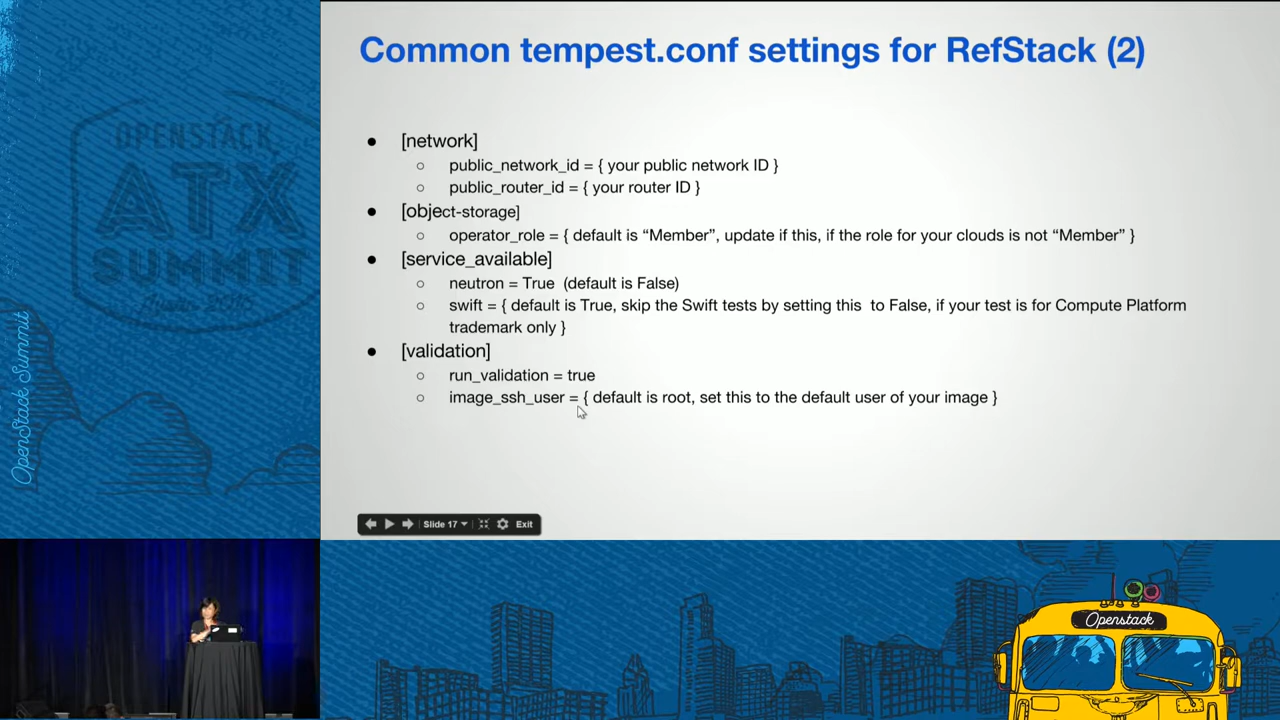 Common tempest.conf settings for RefStack (2)
● [network]
○ public_network_id = { your public network ID }
○ public_router_id = { your router ID }
● [object-storage]
○ operator_role = { default is “Member”, update if this, if the role for your clouds is not “Member” }
● [service_available]
○ neutron = True (default is False)
○ swift = { default is True, skip the Swift tests by setting this to False, if your test is for Compute Platform
trademark only }
● [validation]
○ run_validation = true
○ image_ssh_user = { default is root, set this to the default user of your image }
Slide 17
Exit
OPENSTACK
ATX
SUMMIT
OpenStack Summit
Openstack